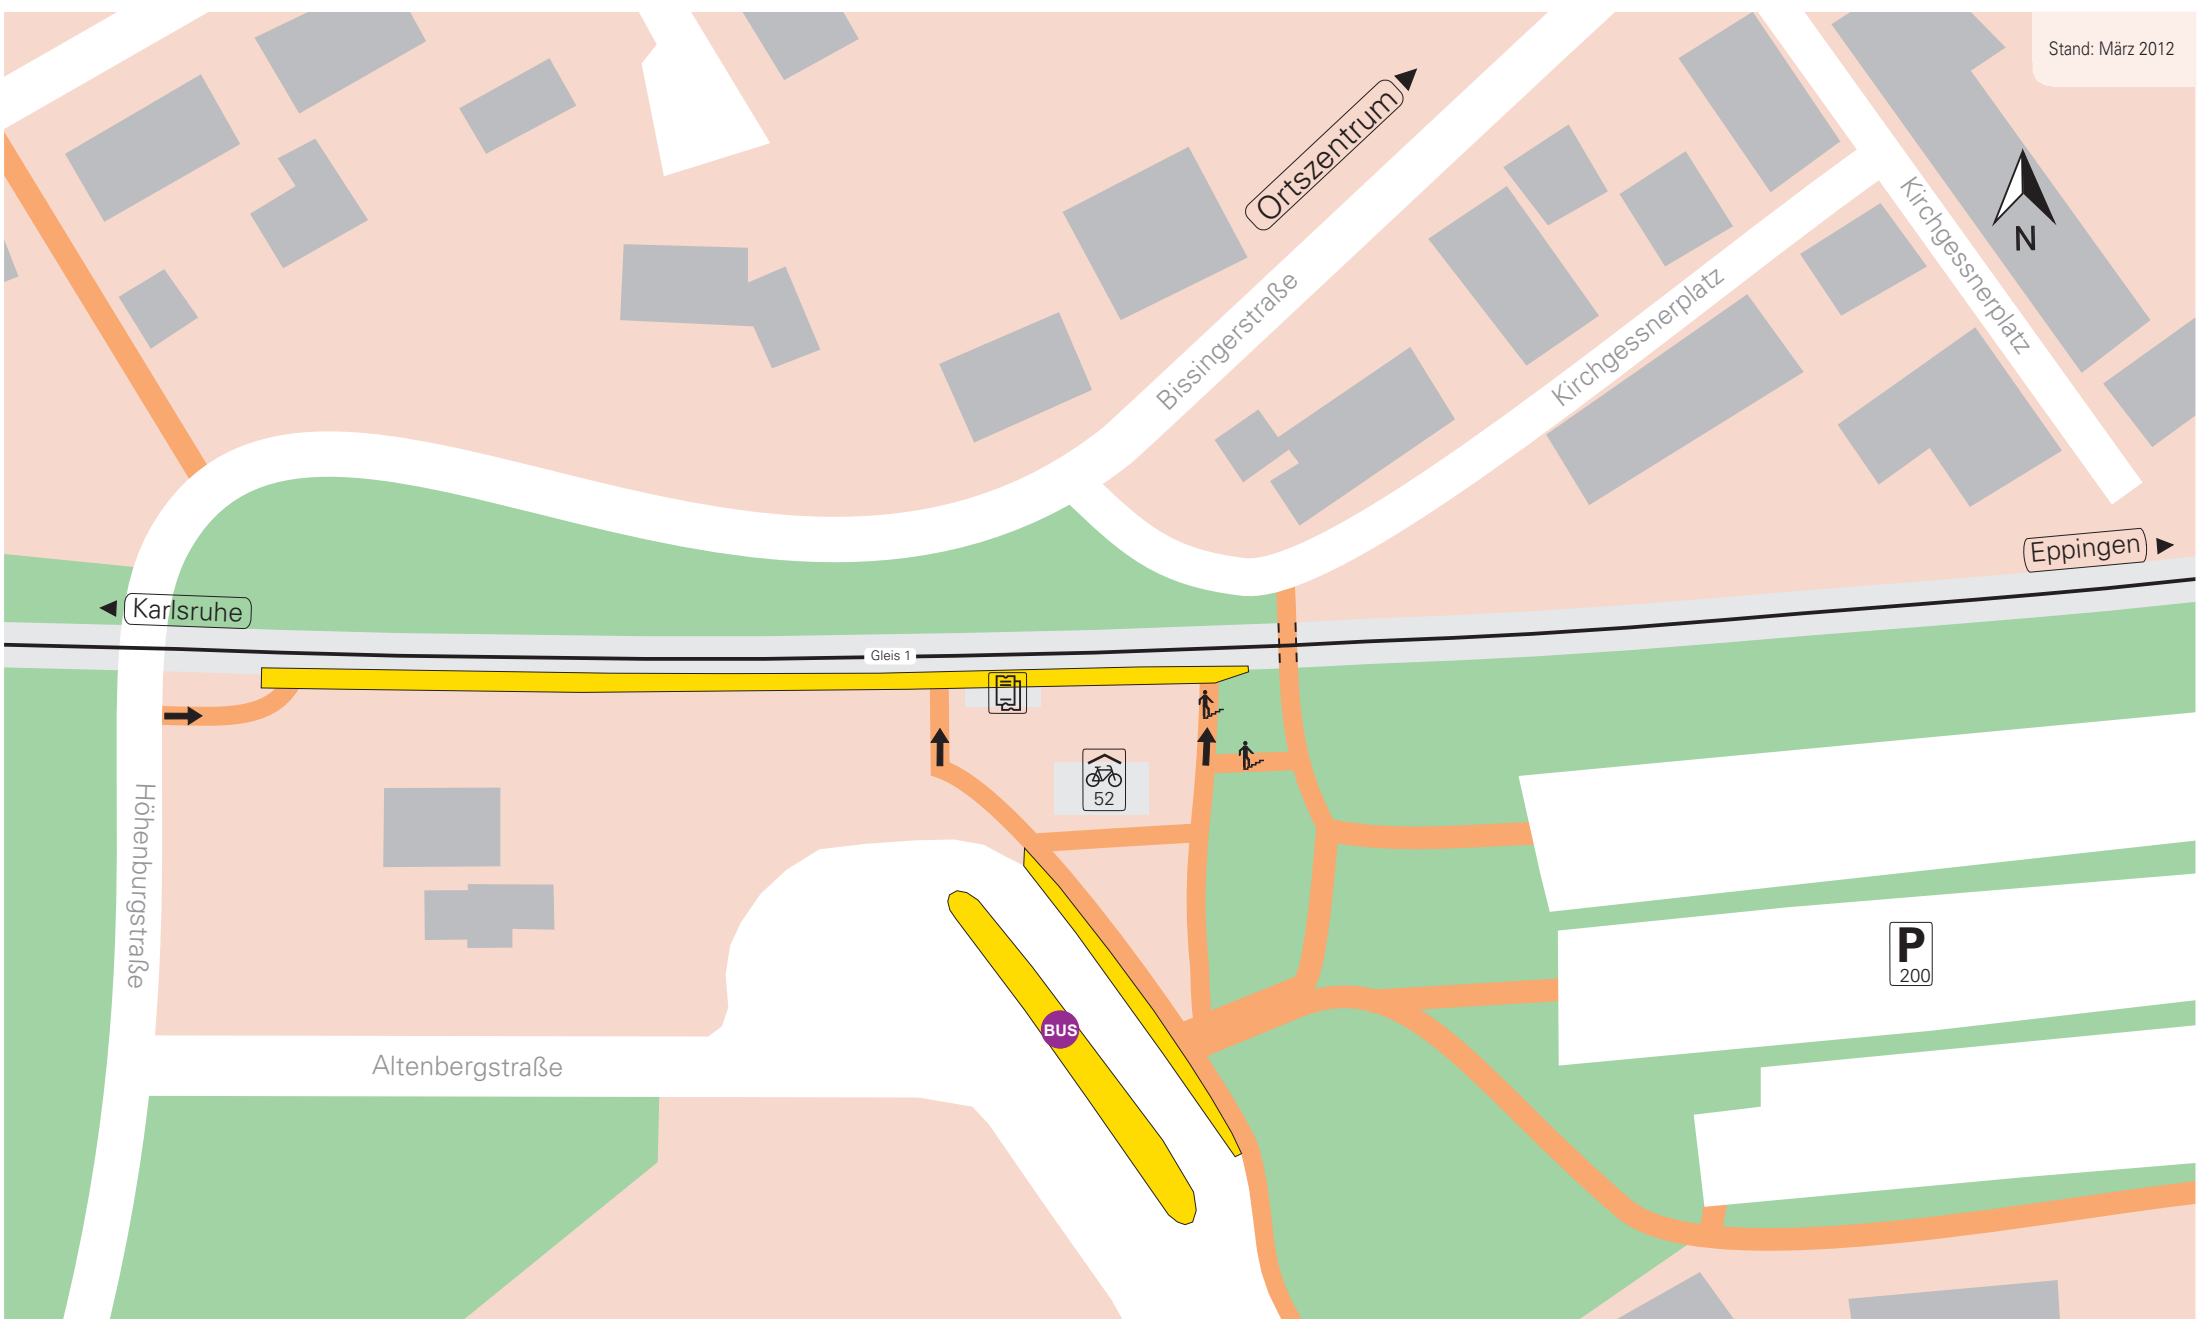 Stand: März 2012
Ortszentrum
N
Kirchgessnerplatz
Kirchgessnerplatz
Bissingerstraße
Eppingen
Karlsruhe
Gleis 1
52
Höhenburgstraße
P
200
BUS
Altenbergstraße